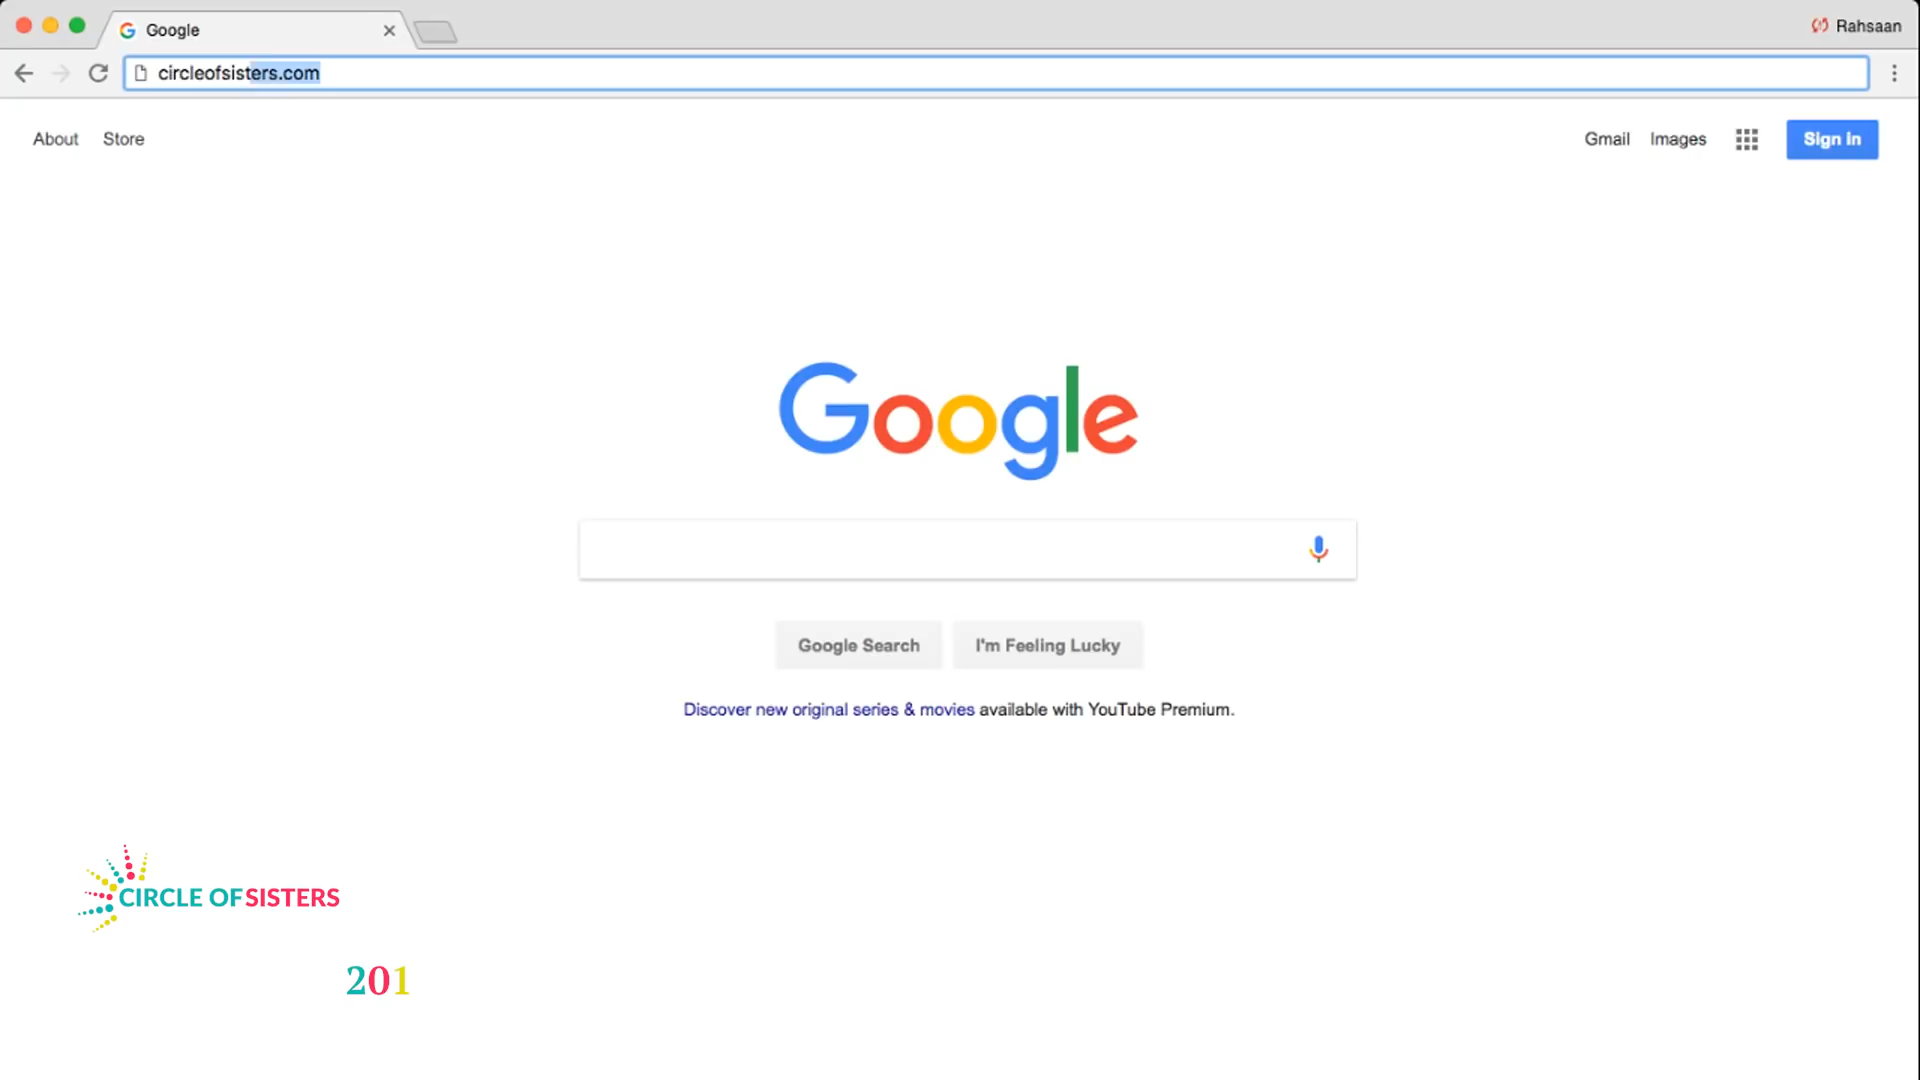 Google
Rahsaan
circleofsisters.com
About Store
Gmail Images Sign in
Google
Google Search I'm Feeling Lucky
Discover new original series & movies available with YouTube Premium.
CIRCLE OF SISTERS
201